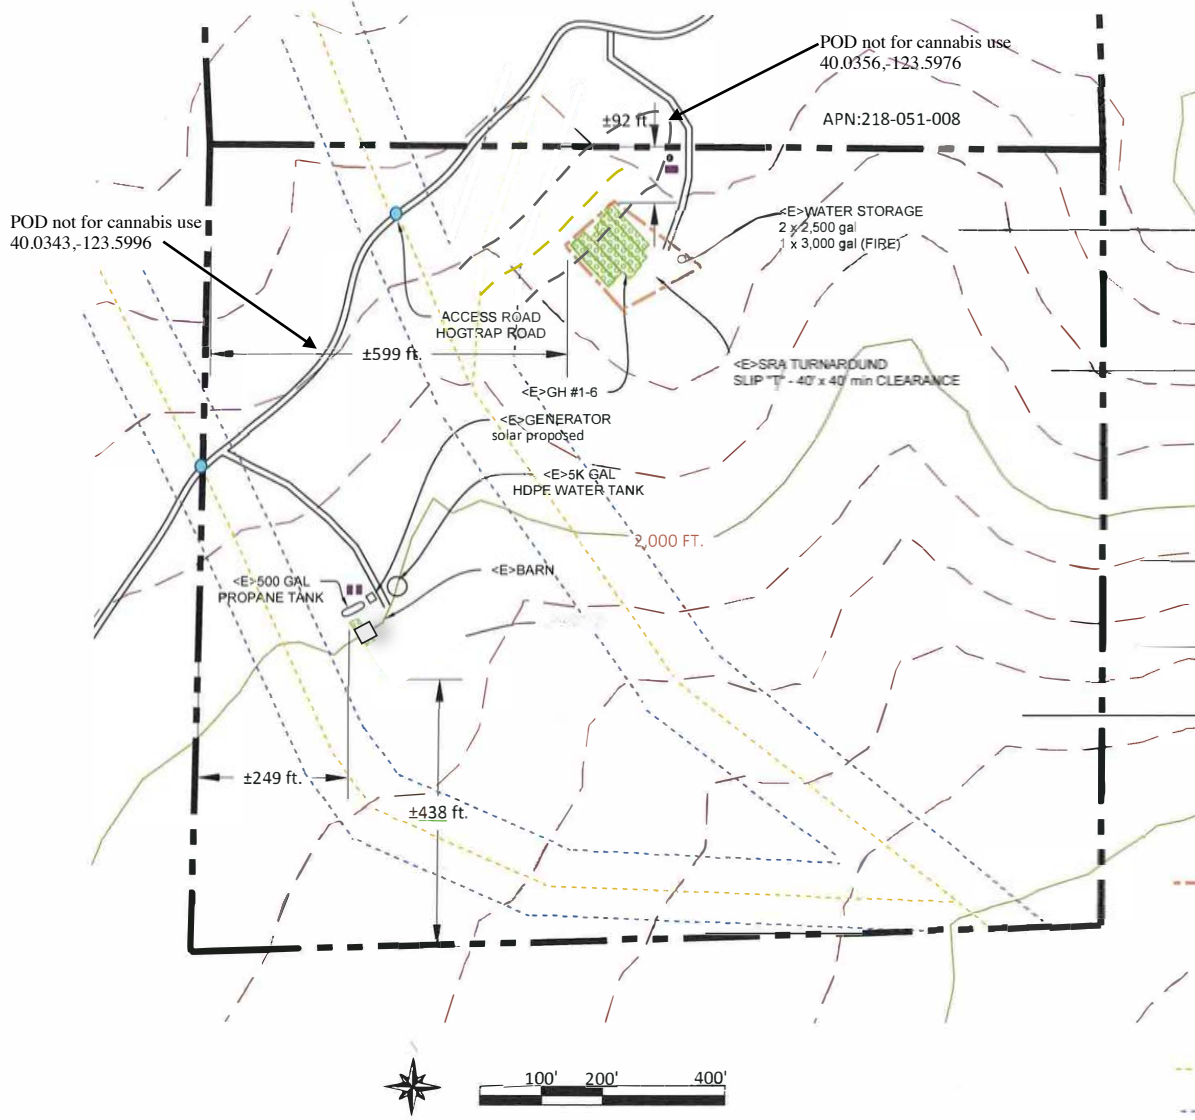 POD not for cannabis use
40.0356,-123.5976
±92 ft.
APN:218-051-008
POD not for cannabis use
40.0343,-123.5996
<E>WATER STORAGE
2 x 2,500 gal
1 x 3,000 gal (FIRE)
ACCESS ROAD
HOGTRAP ROAD
±599 ft.
<E>SRA TURNAROUND
SLIP "T" - 40' x 40' min CLEARANCE
<E>GH #1-6
<E>GENERATOR
solar proposed
<E>5K GAL
HDPE WATER TANK
2,000 FT.
<E>BARN
<E>500 GAL
PROPANE TANK
±249 ft.
±438 ft.
100' 200' 400'